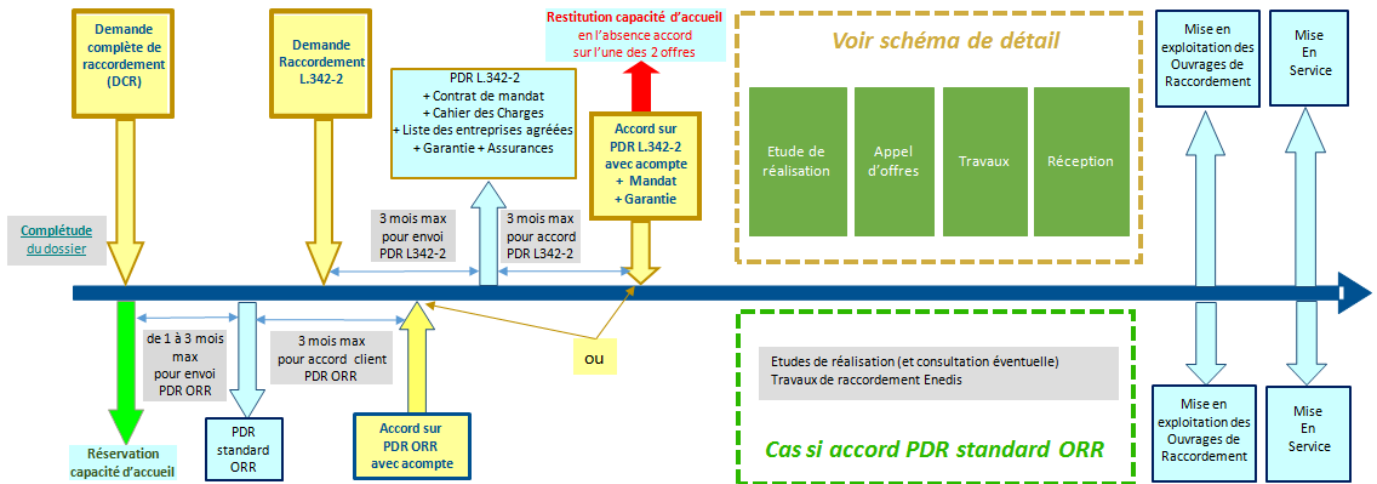 Demande
complète de
raccordement
(DCR)
Demande
Raccordement
L.342-2
PDR L.342-2
+ Contrat de mandat
+ Cahier des Charges
+ Liste des entreprises agréées
+ Garantie + Assurances
Restitution capacité d’accueil
en l’absence accord
sur l’une des 2 offres
Accord sur
PDR L.342-2
avec acompte
+ Mandat
+ Garantie
Voir schéma de détail
Etude de
réalisation
Appel
d’offres
Travaux
Réception
Mise en
exploitation des
Ouvrages de
Raccordement
Mise
En
Service
Complétude
du dossier
3 mois max
pour envoi
PDR L342-2
3 mois max
pour accord
PDR L342-2
de 1 à 3 mois
max
pour envoi
PDR ORR
3 mois max
pour accord client
PDR ORR
ou
Réservation
capacité d’accueil
PDR
standard
ORR
Accord sur
PDR ORR
avec acompte
Etudes de réalisation (et consultation éventuelle)
Travaux de raccordement Enedis
Cas si accord PDR standard ORR
Mise en
exploitation des
Ouvrages de
Raccordement
Mise
En
Service